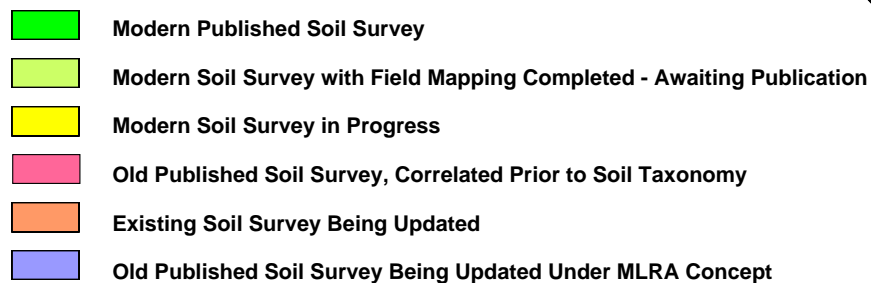 Modern Published Soil Survey
Modern Soil Survey with Field Mapping Completed - Awaiting Publication
Modern Soil Survey in Progress
Old Published Soil Survey, Correlated Prior to Soil Taxonomy
Existing Soil Survey Being Updated
Old Published Soil Survey Being Updated Under MLRA Concept